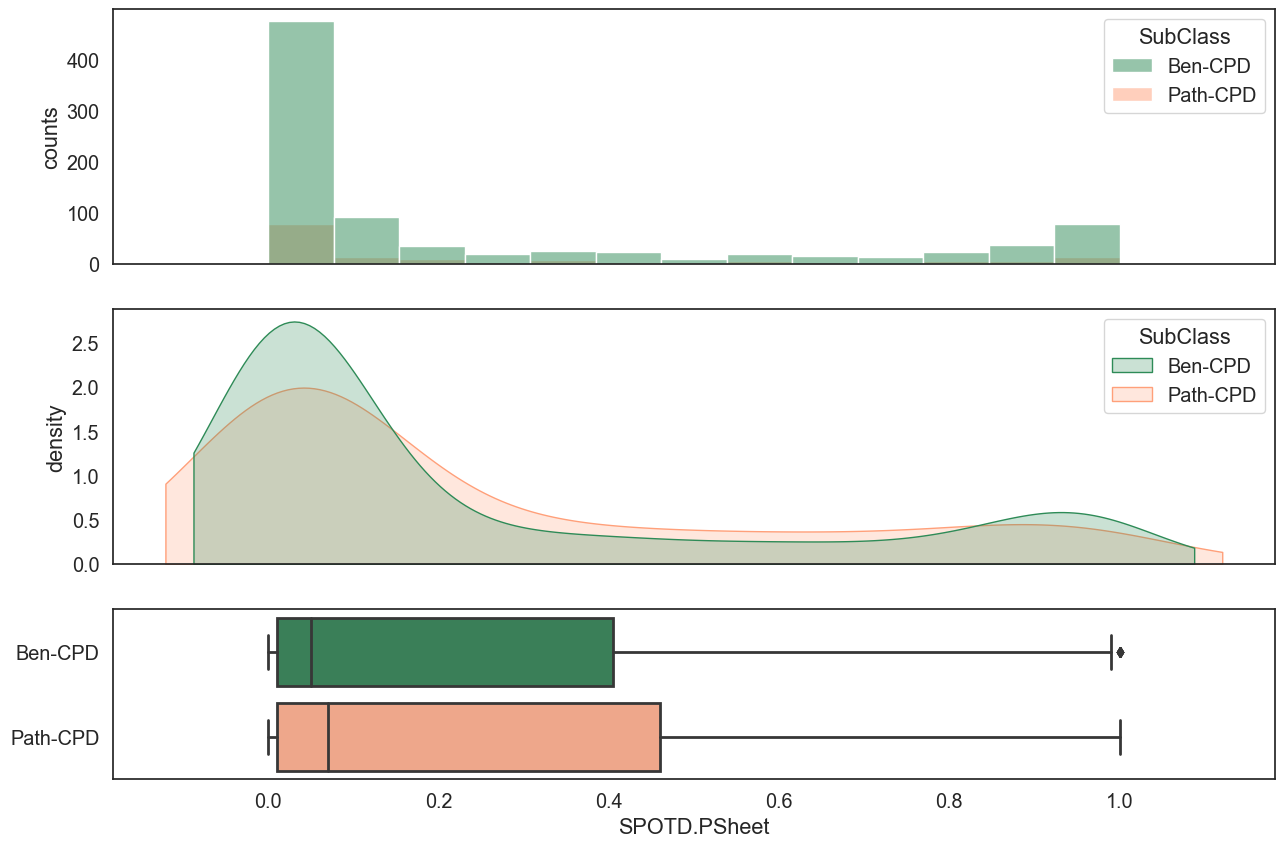 SubClass
Ben-CPD
Path-CPD
400
300
200
100
0
counts
SubClass
Ben-CPD
Path-CPD
2.5
2.0
1.5
1.0
0.5
0.0
density
Ben-CPD
Path-CPD
0.0 0.2 0.4 0.6 0.8 1.0
SPOTD.PSheet